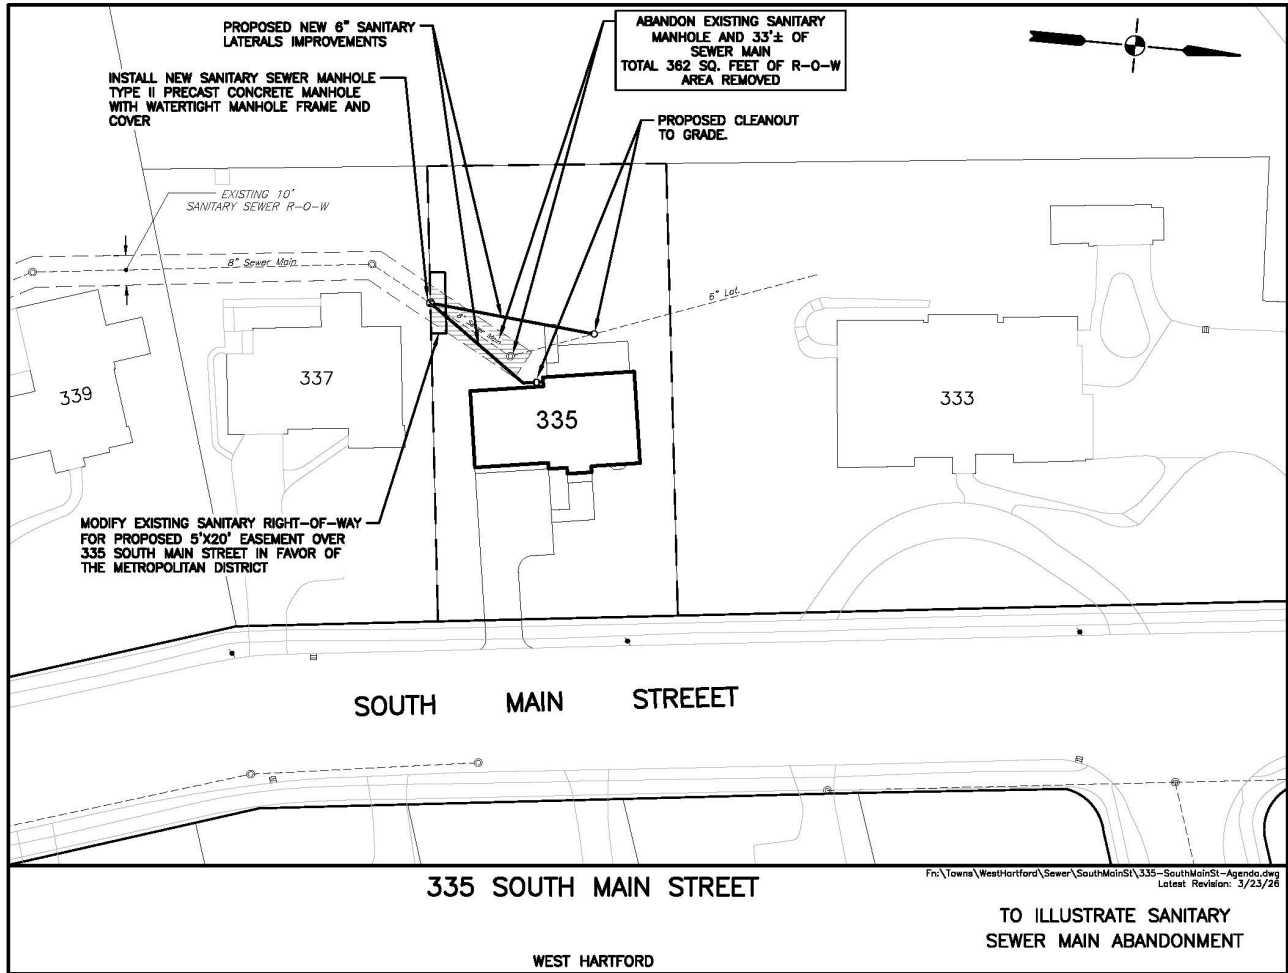 PROPOSED NEW 6" SANITARY
LATERALS IMPROVEMENTS
ABANDON EXISTING SANITARY
MANHOLE AND 33'± OF
SEWER MAIN
TOTAL 362 SQ. FEET OF R-O-W
AREA REMOVED
INSTALL NEW SANITARY SEWER MANHOLE
TYPE II PRECAST CONCRETE MANHOLE
WITH WATERTIGHT MANHOLE FRAME AND
COVER
PROPOSED CLEANOUT
TO GRADE.
EXISTING 10'
SANITARY SEWER R-O-W
8" Sewer Main
8" Sewer Main
6" Lat.
339
337
335
333
MODIFY EXISTING SANITARY RIGHT-OF-WAY
FOR PROPOSED 5'X20' EASEMENT OVER
335 SOUTH MAIN STREET IN FAVOR OF
THE METROPOLITAN DISTRICT
SOUTH MAIN STREEET
335 SOUTH MAIN STREET
Fn:\Towns\WestHartford\Sewer\SouthMainSt\335-SouthMainSt-Agenda.dwg
Latest Revision: 3/23/26
TO ILLUSTRATE SANITARY
SEWER MAIN ABANDONMENT
WEST HARTFORD